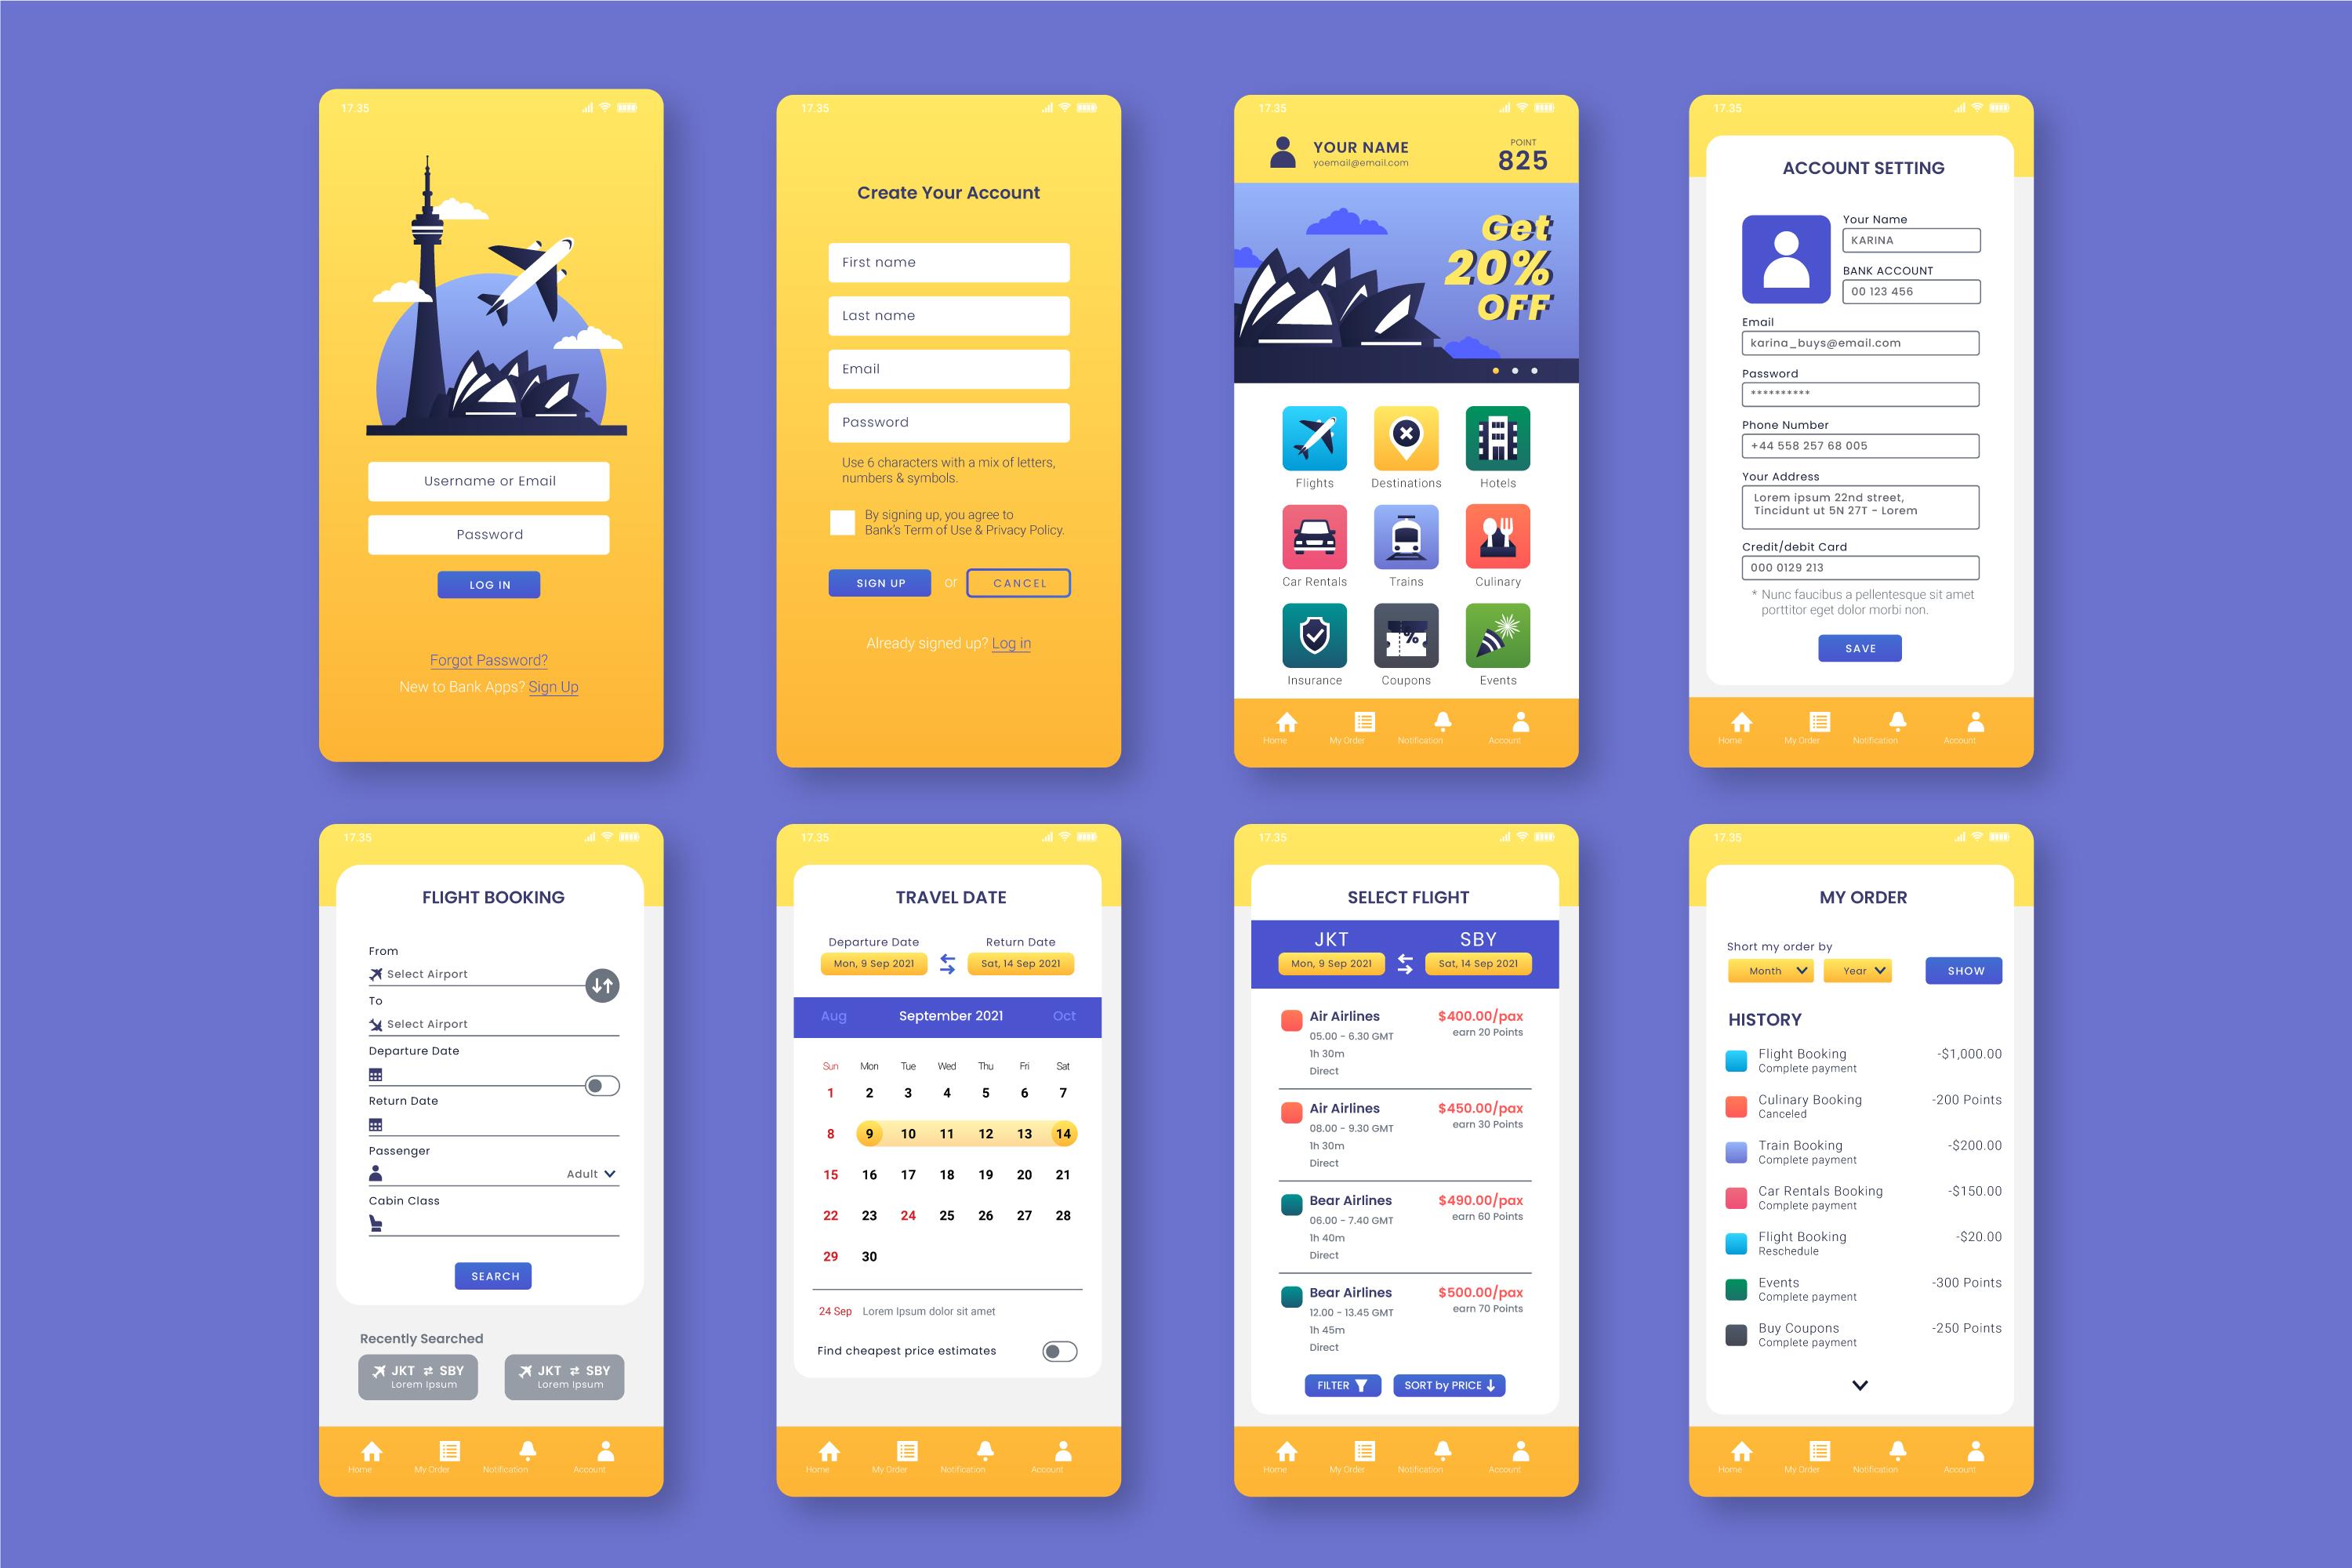 17.35
Username or Email
Password
LOG IN
Forgot Password?
New to Bank Apps? Sign Up
17.35
Create Your Account
First name
Last name
Email
Password
Use 6 characters with a mix of letters,
numbers & symbols.
By signing up, you agree to
Bank's Term of Use & Privacy Policy.
SIGN UP or CANCEL
Already signed up? Log in
17.35
YOUR NAME
yoemail@email.com
POINT
825
Get
20%
OFF
Flights Destinations Hotels
Car Rentals Trains Culinary
Insurance Coupons Events
Home My Order Notification Account
17.35
ACCOUNT SETTING
Your Name
KARINA
BANK ACCOUNT
00 123 456
Email
karina_buys@email.com
Password
**********
Phone Number
+44 558 257 68 005
Your Address
Lorem ipsum 22nd street,
Tincidunt ut 5N 27T - Lorem
Credit/debit Card
000 0129 213
* Nunc faucibus a pellentesque sit amet
porttitor eget dolor morbi non.
SAVE
Home My Order Notification Account
17.35
FLIGHT BOOKING
From
Select Airport
To
Select Airport
Departure Date
Return Date
Passenger
Adult
Cabin Class
SEARCH
Recently Searched
JKT ⇄ SBY JKT ⇄ SBY
Lorem Ipsum Lorem Ipsum
Home My Order Notification Account
17.35
TRAVEL DATE
Departure Date Return Date
Mon, 9 Sep 2021 Sat, 14 Sep 2021
Aug September 2021 Oct
Sun Mon Tue Wed Thu Fri Sat
1 2 3 4 5 6 7
8 9 10 11 12 13 14
15 16 17 18 19 20 21
22 23 24 25 26 27 28
29 30
24 Sep Lorem Ipsum dolor sit amet
Find cheapest price estimates
Home My Order Notification Account
17.35
SELECT FLIGHT
JKT SBY
Mon, 9 Sep 2021 Sat, 14 Sep 2021
Air Airlines $400.00/pax
05.00 - 6.30 GMT earn 20 Points
1h 30m
Direct
Air Airlines $450.00/pax
08.00 - 9.30 GMT earn 30 Points
1h 30m
Direct
Bear Airlines $490.00/pax
06.00 - 7.40 GMT earn 60 Points
1h 40m
Direct
Bear Airlines $500.00/pax
12.00 - 13.45 GMT earn 70 Points
1h 45m
Direct
FILTER SORT by PRICE
Home My Order Notification Account
17.35
MY ORDER
Short my order by
Month Year SHOW
HISTORY
Flight Booking -$1,000.00
Complete payment
Culinary Booking -200 Points
Canceled
Train Booking -$200.00
Complete payment
Car Rentals Booking -$150.00
Complete payment
Flight Booking -$20.00
Reschedule
Events -300 Points
Complete payment
Buy Coupons -250 Points
Complete payment
Home My Order Notification Account